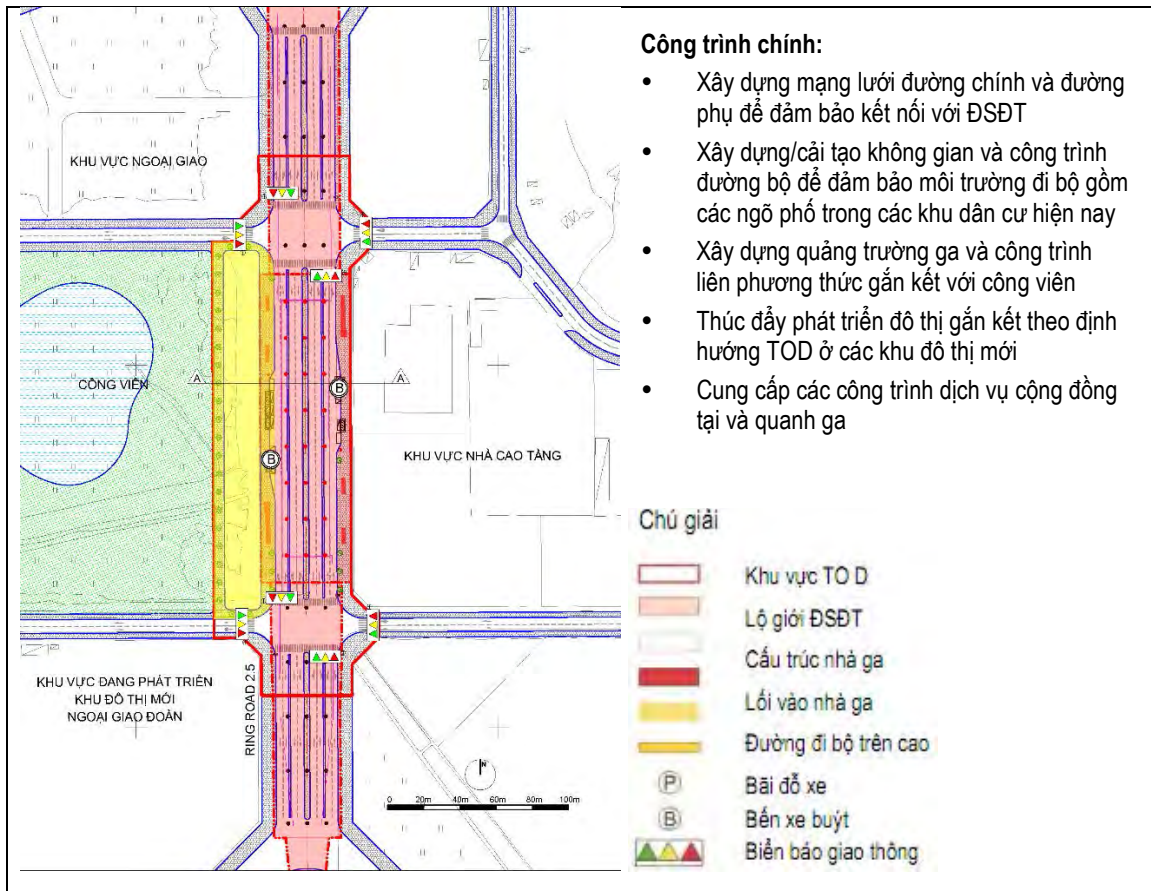 KHU VỰC NGOẠI GIAO
CÔNG VIÊN
A
A
B
B
KHU VỰC NHÀ CAO TẦNG
KHU VỰC ĐANG PHÁT TRIỂN
KHU ĐÔ THỊ MỚI
NGOẠI GIAO ĐOÀN
RING ROAD 2.5
N
0 20m 40m 60m 80m 100m
Công trình chính:
• Xây dựng mạng lưới đường chính và đường
phụ để đảm bảo kết nối với ĐSĐT
• Xây dựng/cải tạo không gian và công trình
đường bộ để đảm bảo môi trường đi bộ gồm
các ngõ phố trong các khu dân cư hiện nay
• Xây dựng quảng trường ga và công trình
liên phương thức gắn kết với công viên
• Thúc đẩy phát triển đô thị gắn kết theo định
hướng TOD ở các khu đô thị mới
• Cung cấp các công trình dịch vụ cộng đồng
tại và quanh ga
Chú giải
Khu vực TO D
Lộ giới ĐSĐT
Cấu trúc nhà ga
Lối vào nhà ga
Đường đi bộ trên cao
P Bãi đỗ xe
B Bến xe buýt
Biển báo giao thông